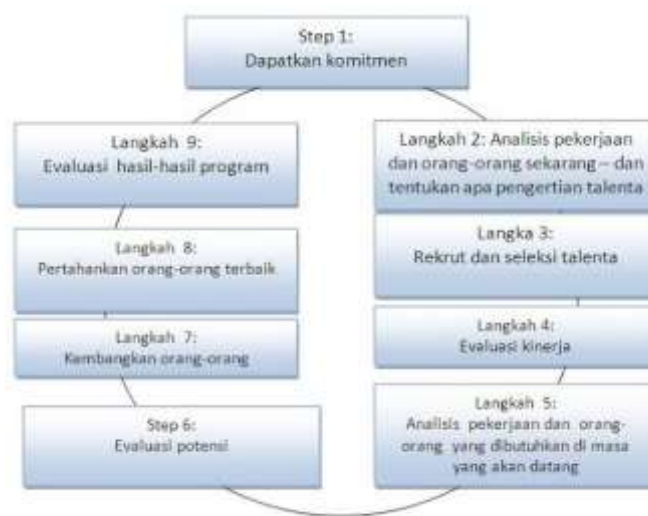 Step 1:
Dapatkan komitmen
Langkah 2: Analisis pekerjaan
dan orang-orang sekarang – dan
tentukan apa pengertian talenta
Langka 3:
Rekrut dan seleksi talenta
Langkah 4:
Evaluasi kinerja
Langkah 5:
Analisis pekerjaan dan orang-
orang yang dibutuhkan di masa
yang akan datang
Step 6:
Evaluasi potensi
Langkah 7:
Kembangkan orang-orang
Langkah 8:
Pertahankan orang-orang terbaik
Langkah 9:
Evaluasi hasil-hasil program